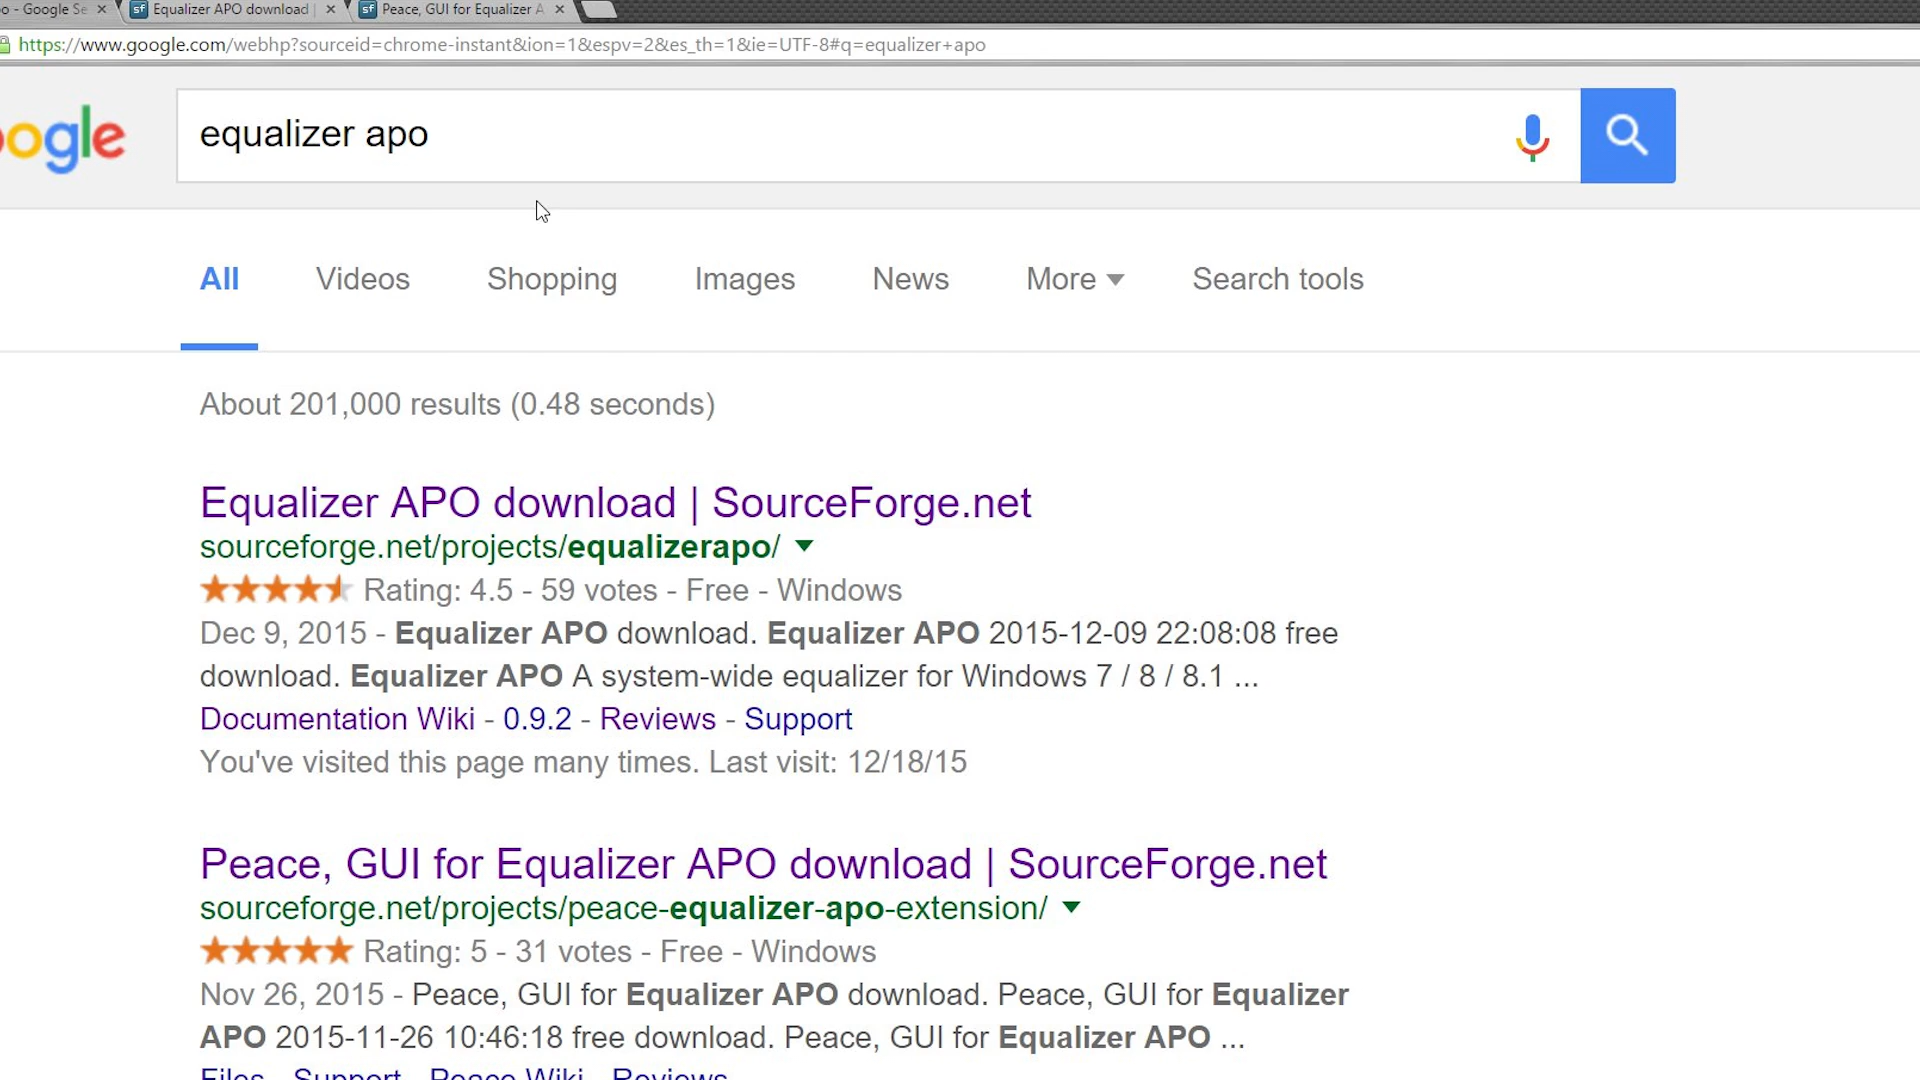 o - Google Se
Equalizer APO download |
Peace, GUI for Equalizer A
https://www.google.com/webhp?sourceid=chrome-instant&ion=1&espv=2&es_th=1&ie=UTF-8#q=equalizer+apo
ogle
equalizer apo
All Videos Shopping Images News More Search tools
About 201,000 results (0.48 seconds)
Equalizer APO download | SourceForge.net
sourceforge.net/projects/equalizerapo/
Rating: 4.5 - 59 votes - Free - Windows
Dec 9, 2015 - Equalizer APO download. Equalizer APO 2015-12-09 22:08:08 free
download. Equalizer APO A system-wide equalizer for Windows 7 / 8 / 8.1 ...
Documentation Wiki - 0.9.2 - Reviews - Support
You've visited this page many times. Last visit: 12/18/15
Peace, GUI for Equalizer APO download | SourceForge.net
sourceforge.net/projects/peace-equalizer-apo-extension/
Rating: 5 - 31 votes - Free - Windows
Nov 26, 2015 - Peace, GUI for Equalizer APO download. Peace, GUI for Equalizer
APO 2015-11-26 10:46:18 free download. Peace, GUI for Equalizer APO ...
Files - Support - Peace Wiki - Reviews